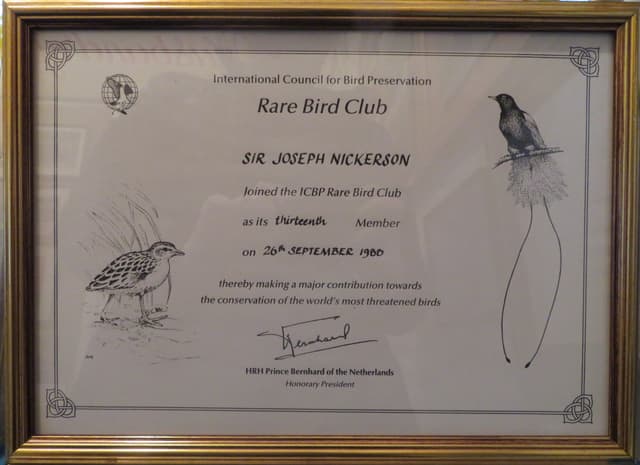 International Council for Bird Preservation
Rare Bird Club
SIR JOSEPH NICKERSON
Joined the ICBP Rare Bird Club
as its thirteenth Member
on 26th SEPTEMBER 1980
thereby making a major contribution towards
the conservation of the world's most threatened birds
Bernhard
HRH Prince Bernhard of the Netherlands
Honorary President